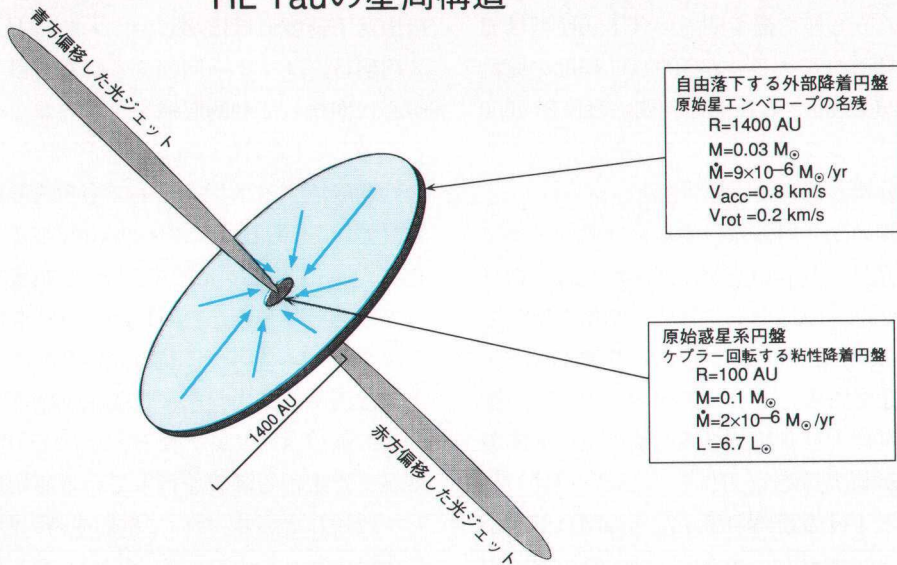 HL Tauの星周構造
青方偏移した光ジェット
自由落下する外部降着円盤
原始星エンベロープの名残
R=1400 AU
M=0.03 M⊙
Ṁ=9×10⁻⁶ M⊙/yr
Vacc=0.8 km/s
Vrot=0.2 km/s
原始惑星系円盤
ケプラー回転する粘性降着円盤
R=100 AU
M=0.1 M⊙
Ṁ=2×10⁻⁶ M⊙/yr
L=6.7 L⊙
1400 AU
赤方偏移した光ジェット